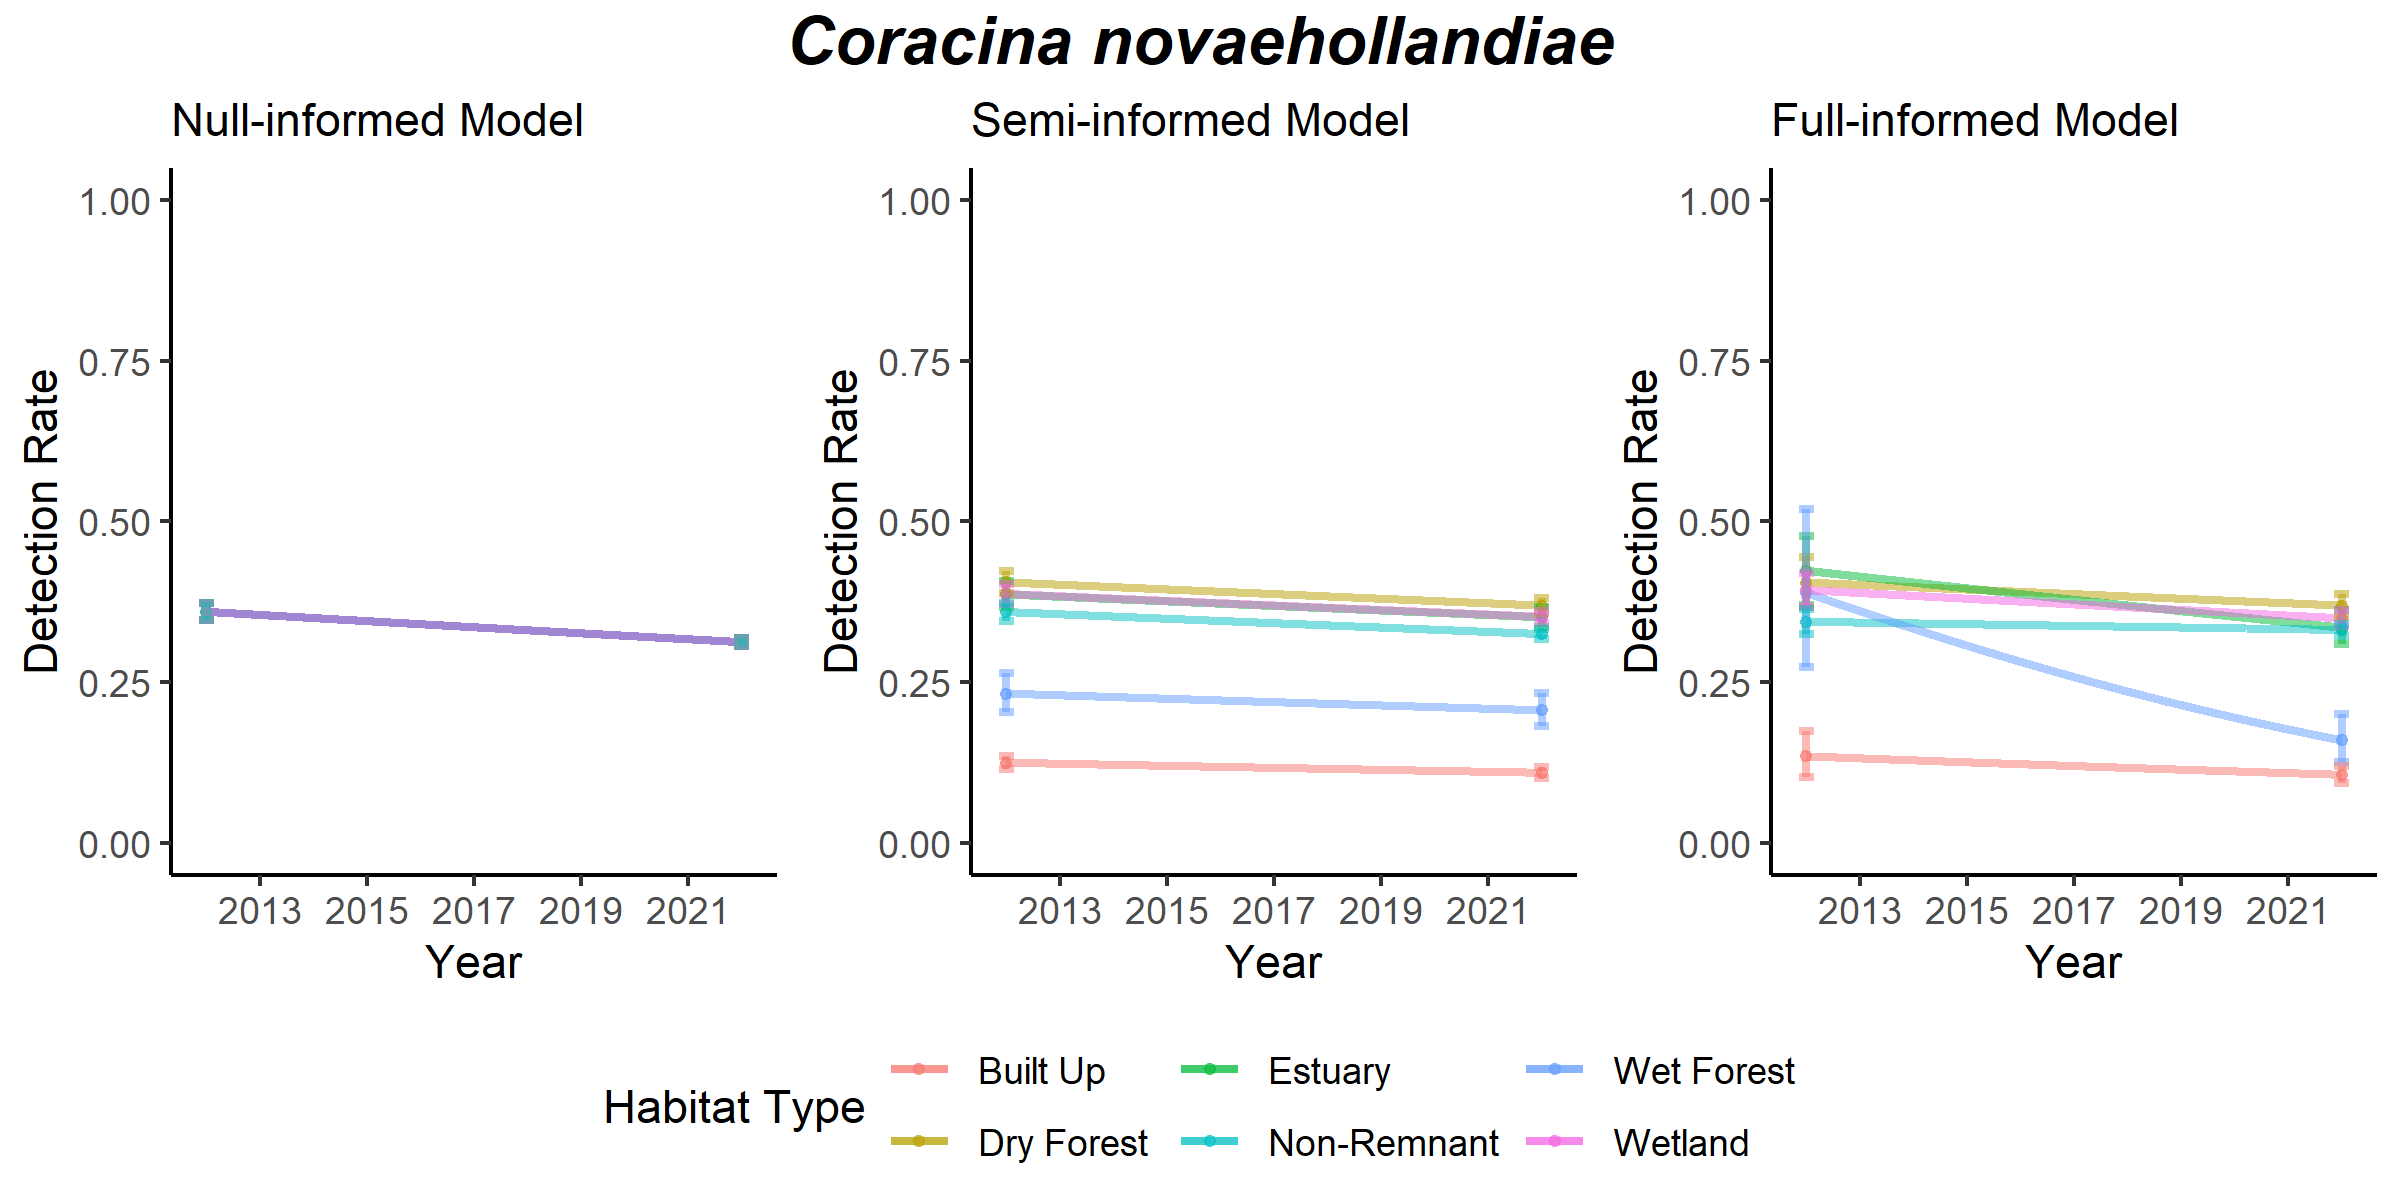 Coracina novaehollandiae
Null-informed Model
Semi-informed Model
Full-informed Model
Detection Rate
1.00
0.75
0.50
0.25
0.00
2013 2015 2017 2019 2021
Year
Detection Rate
1.00
0.75
0.50
0.25
0.00
2013 2015 2017 2019 2021
Year
Detection Rate
1.00
0.75
0.50
0.25
0.00
2013 2015 2017 2019 2021
Year
Habitat Type
Built Up
Estuary
Wet Forest
Dry Forest
Non-Remnant
Wetland